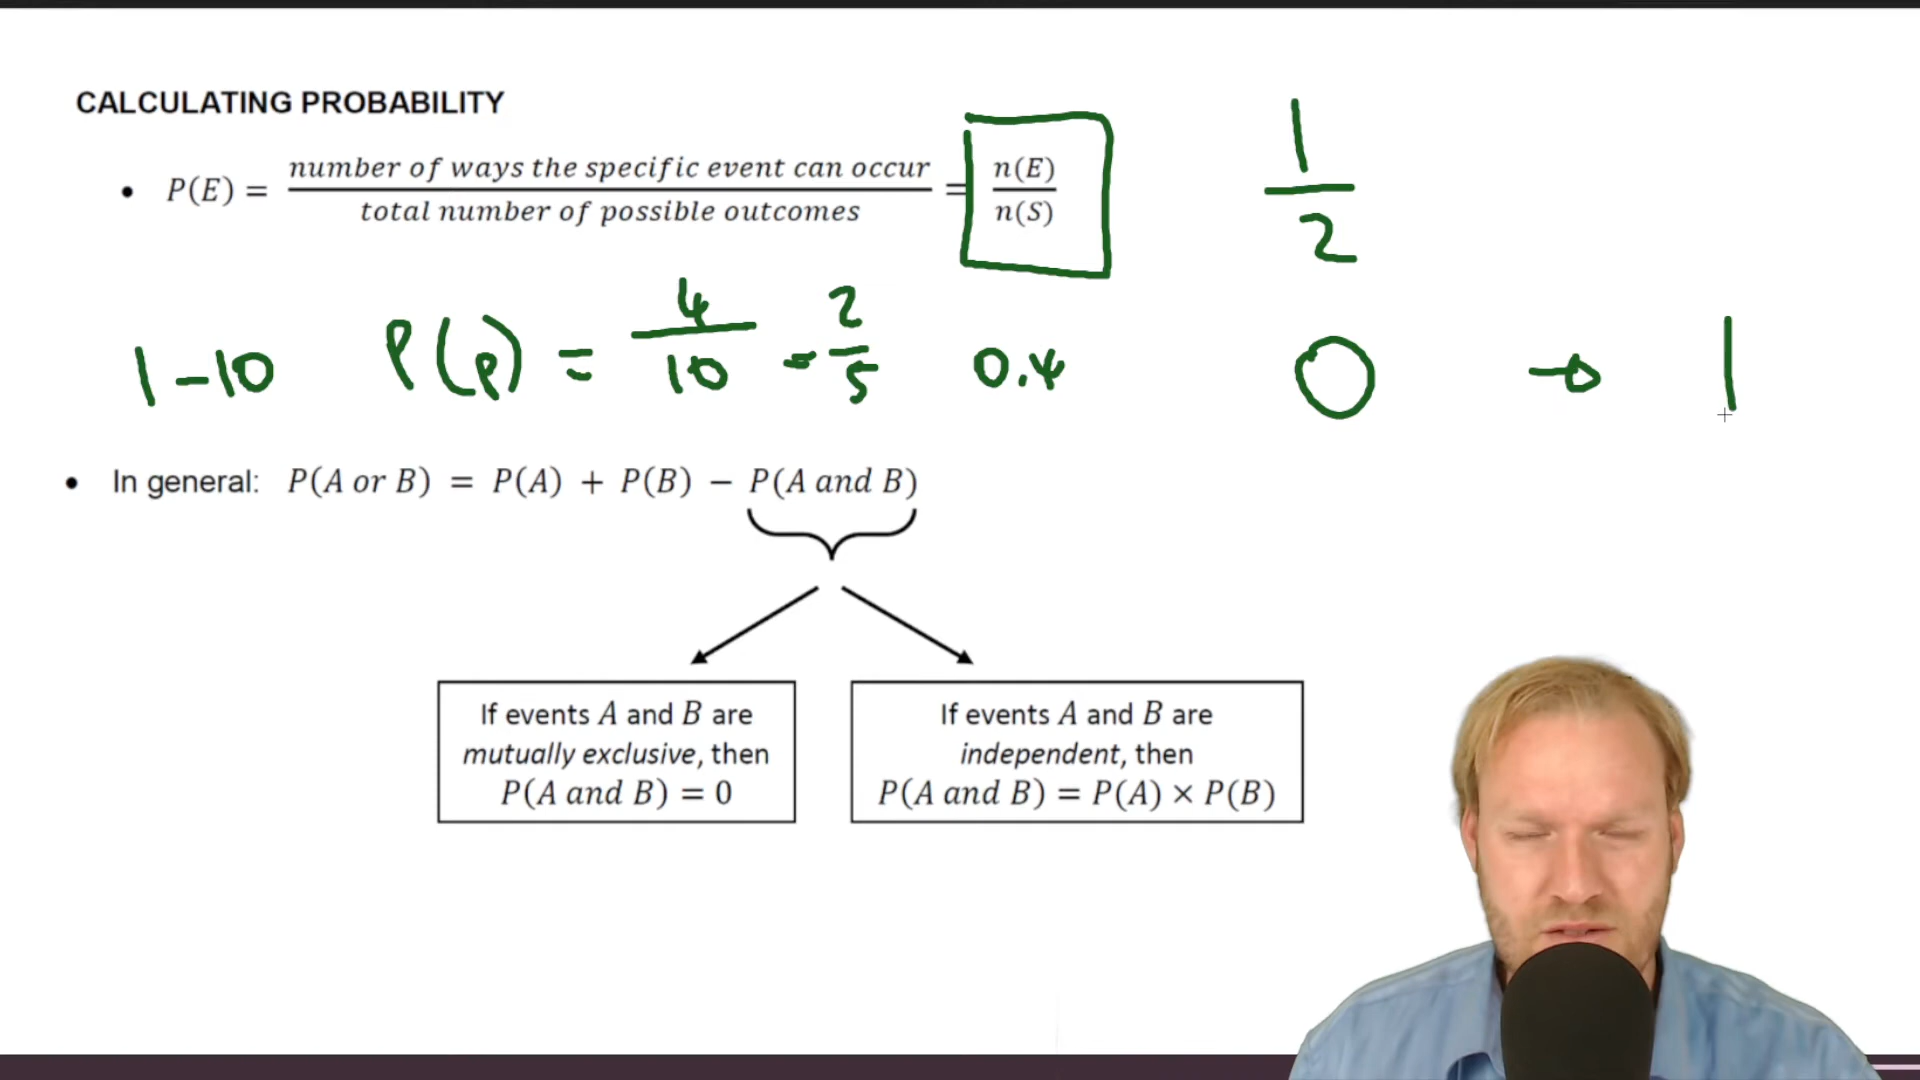 CALCULATING PROBABILITY
• P(E) = number of ways the specific event can occur / total number of possible outcomes = n(E) / n(S)
1 / 2
1 – 10 P(p) = 4 / 10 = 2 / 5 0.4 0 → 1
• In general: P(A or B) = P(A) + P(B) − P(A and B)
If events A and B are
mutually exclusive, then
P(A and B) = 0
If events A and B are
independent, then
P(A and B) = P(A) × P(B)